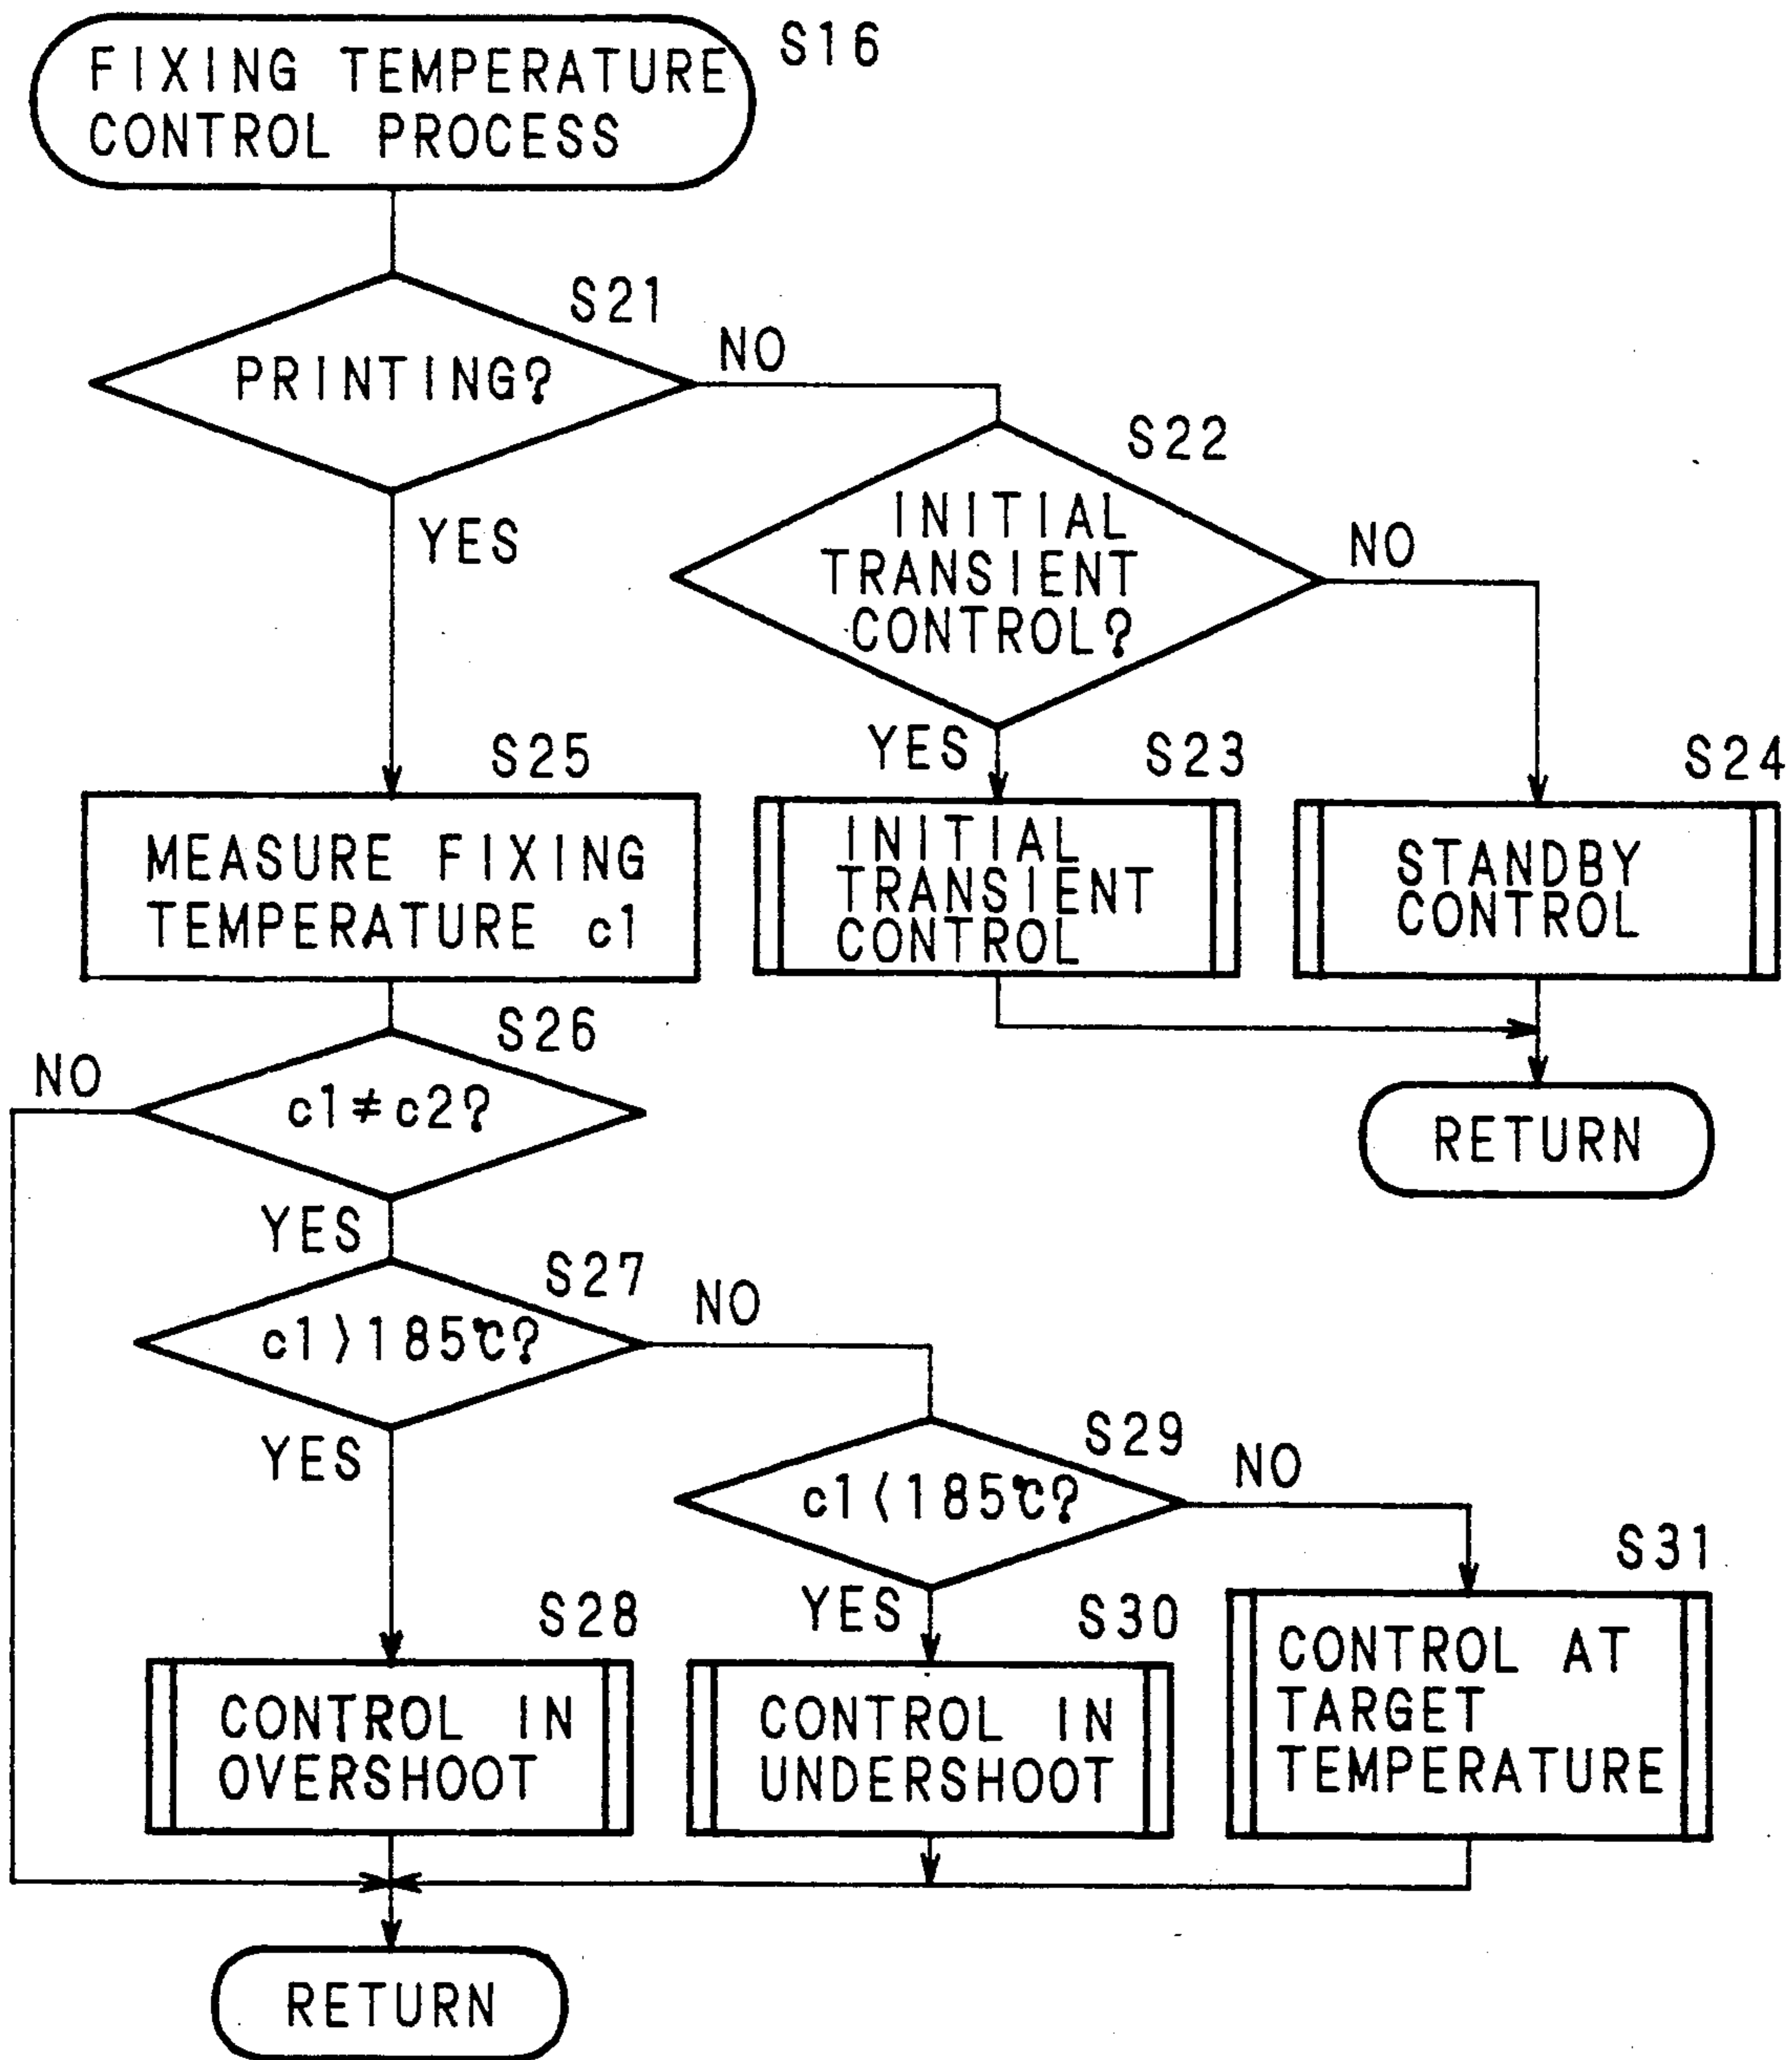 S16
FIXING TEMPERATURE
CONTROL PROCESS
S21
PRINTING?
NO
YES
S22
INITIAL
TRANSIENT
CONTROL?
NO
YES
S23
INITIAL
TRANSIENT
CONTROL
S24
STANDBY
CONTROL
RETURN
S25
MEASURE FIXING
TEMPERATURE c1
S26
NO
c1≠c2?
YES
S27
c1>185℃?
NO
YES
S29
c1<185℃?
NO
YES
S28
CONTROL IN
OVERSHOOT
S30
CONTROL IN
UNDERSHOOT
S31
CONTROL AT
TARGET
TEMPERATURE
RETURN